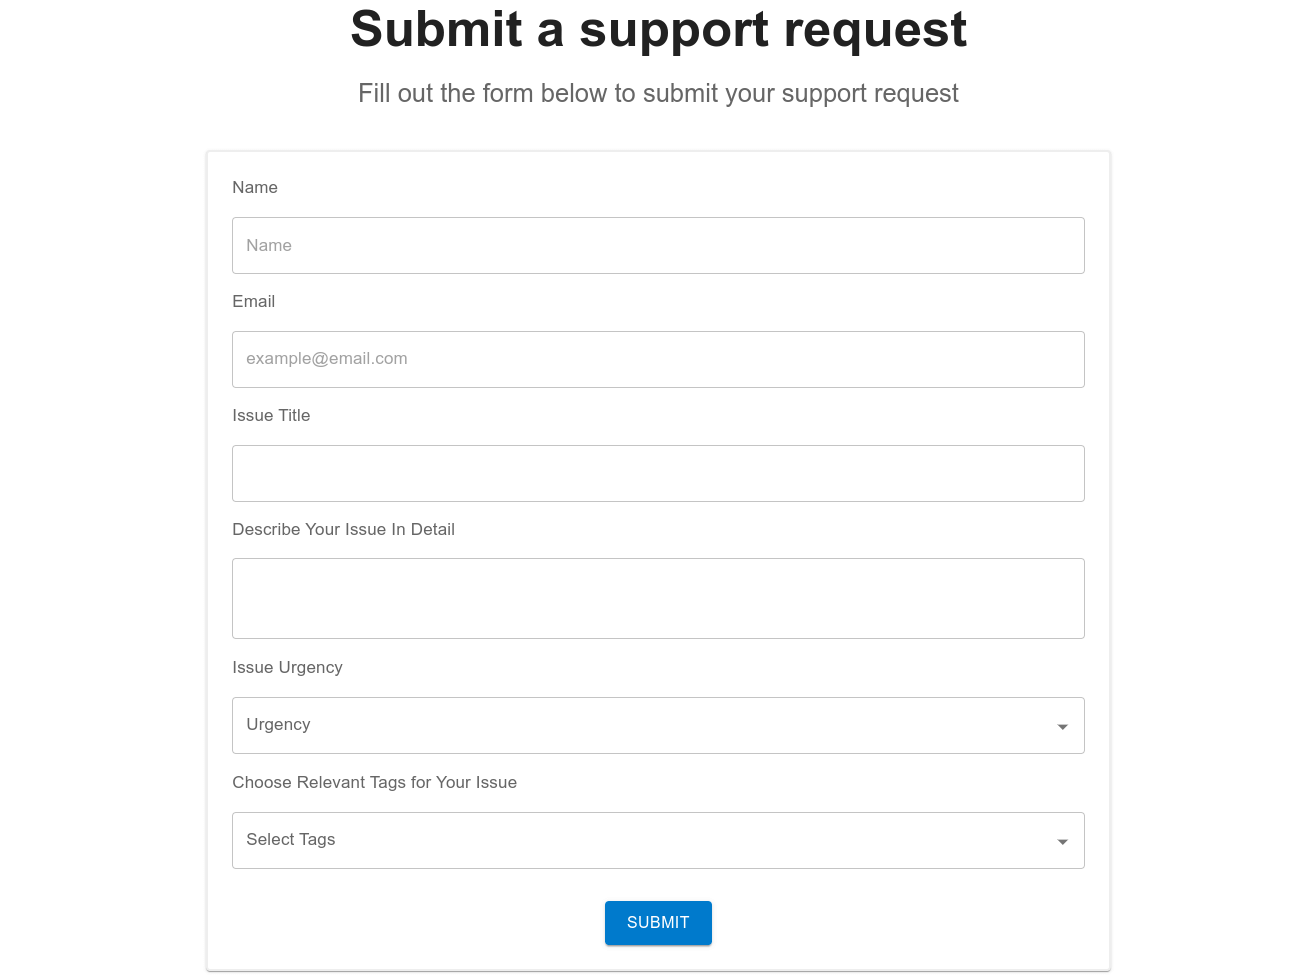 Submit a support request
Fill out the form below to submit your support request
Name
Name
Email
example@email.com
Issue Title
Describe Your Issue In Detail
Issue Urgency
Urgency
Choose Relevant Tags for Your Issue
Select Tags
SUBMIT